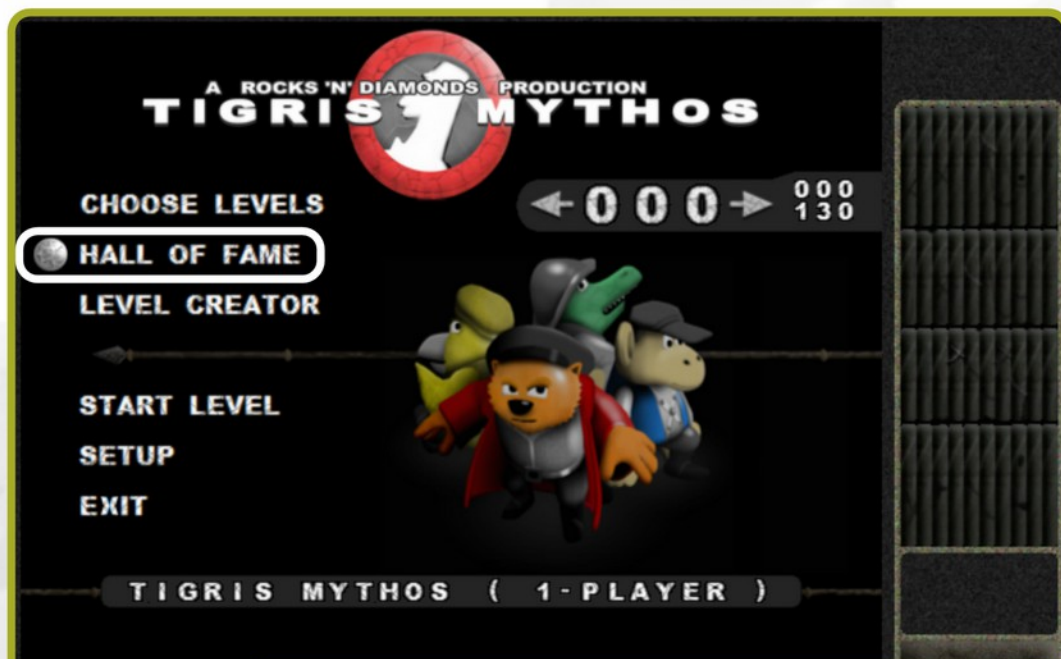 A ROCKS 'N' DIAMONDS PRODUCTION
TIGRIS MYTHOS
1
CHOOSE LEVELS
000
000
130
HALL OF FAME
LEVEL CREATOR
START LEVEL
SETUP
EXIT
TIGRIS MYTHOS ( 1-PLAYER )